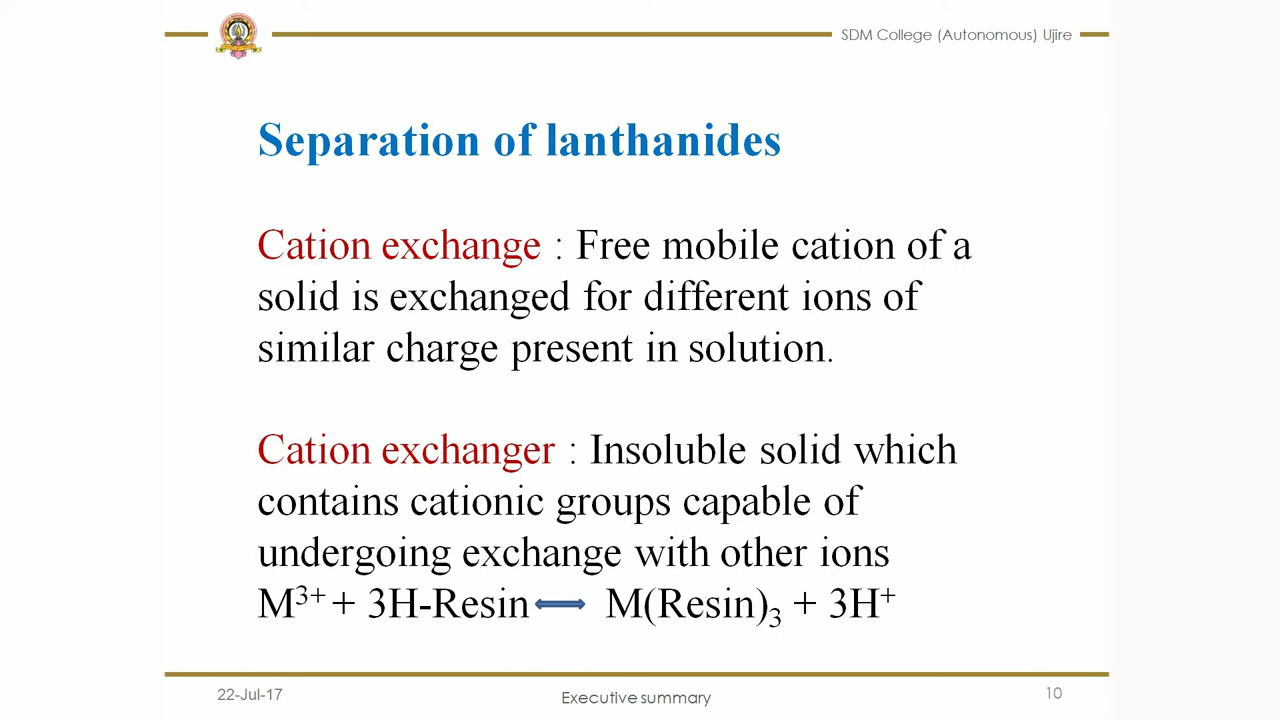 SDM College (Autonomous) Ujire
Separation of lanthanides
Cation exchange : Free mobile cation of a
solid is exchanged for different ions of
similar charge present in solution.
Cation exchanger : Insoluble solid which
contains cationic groups capable of
undergoing exchange with other ions
M³⁺ + 3H-Resin ⟺ M(Resin)₃ + 3H⁺
22-Jul-17
Executive summary
10